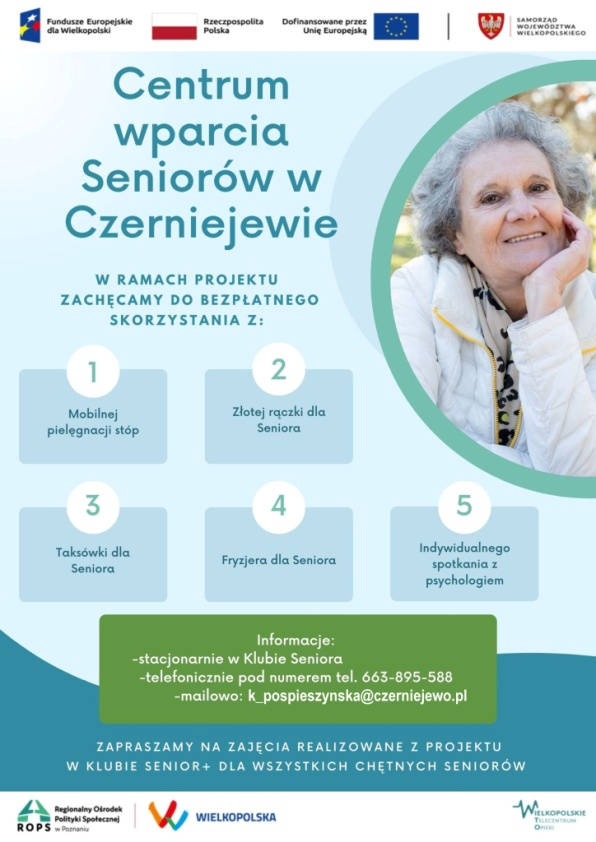 Fundusze Europejskie
dla Wielkopolski
Rzeczpospolita
Polska
Dofinansowane przez
Unię Europejską
SAMORZĄD
WOJEWÓDZTWA
WIELKOPOLSKIEGO
Centrum
wparcia
Seniorów w
Czerniejewie
W RAMACH PROJEKTU
ZACHĘCAMY DO BEZPŁATNEGO
SKORZYSTANIA Z:
1
Mobilnej
pielęgnacji stóp
2
Złotej rączki dla
Seniora
3
Taksówki dla
Seniora
4
Fryzjera dla Seniora
5
Indywidualnego
spotkania z
psychologiem
Informacje:
-stacjonarnie w Klubie Seniora
-telefonicznie pod numerem tel. 663-895-588
-mailowo: k_pospieszynska@czerniejewo.pl
ZAPRASZAMY NA ZAJĘCIA REALIZOWANE Z PROJEKTU
W KLUBIE SENIOR+ DLA WSZYSTKICH CHĘTNYCH SENIORÓW
ROPS
Regionalny Ośrodek
Polityki Społecznej
w Poznaniu
WIELKOPOLSKA
WIELKOPOLSKIE
TELECENTRUM
OPIEKI